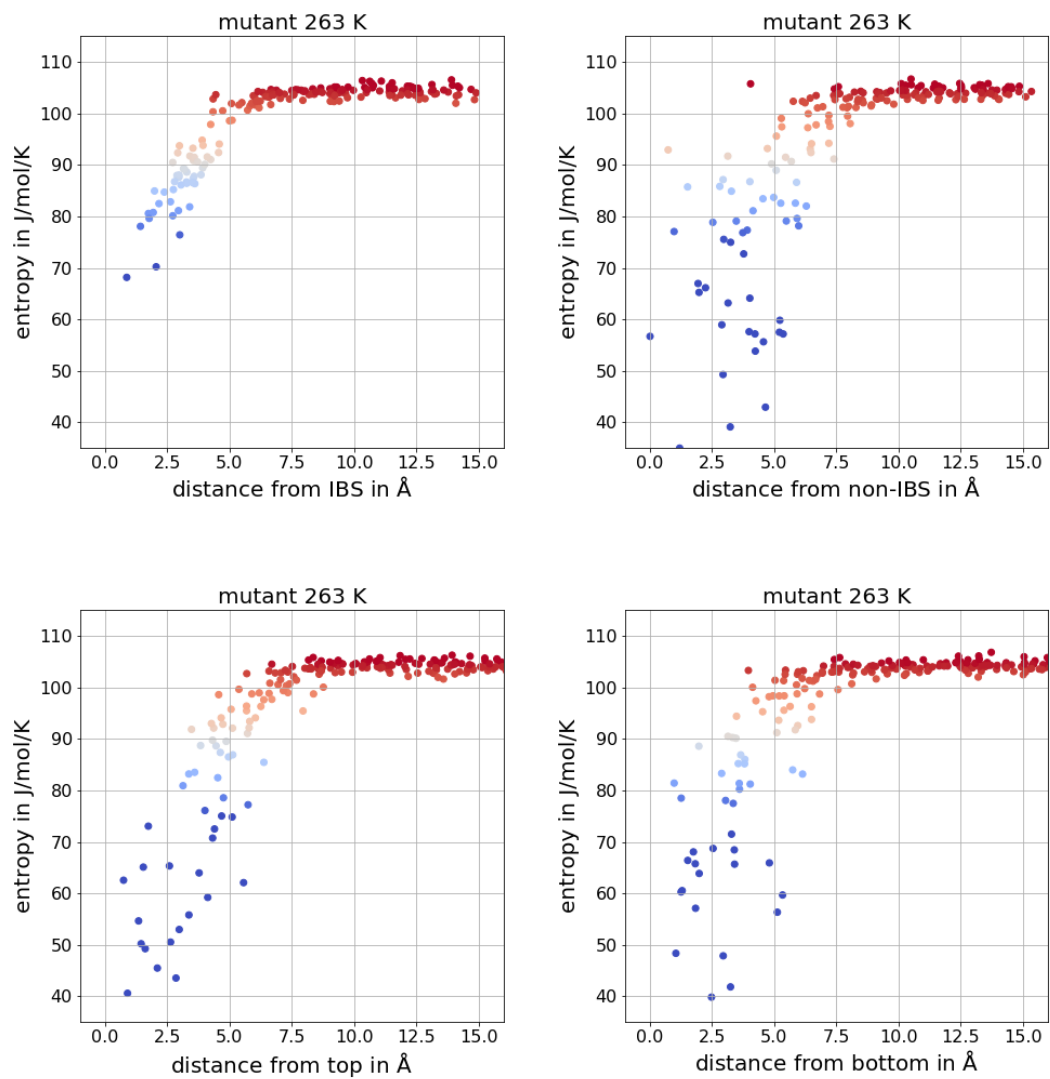 mutant 263 K
110
100
90
80
70
60
50
40
entropy in J/mol/K
0.0 2.5 5.0 7.5 10.0 12.5 15.0
distance from IBS in Å
mutant 263 K
110
100
90
80
70
60
50
40
entropy in J/mol/K
0.0 2.5 5.0 7.5 10.0 12.5 15.0
distance from non-IBS in Å
mutant 263 K
110
100
90
80
70
60
50
40
entropy in J/mol/K
0.0 2.5 5.0 7.5 10.0 12.5 15.0
distance from top in Å
mutant 263 K
110
100
90
80
70
60
50
40
entropy in J/mol/K
0.0 2.5 5.0 7.5 10.0 12.5 15.0
distance from bottom in Å